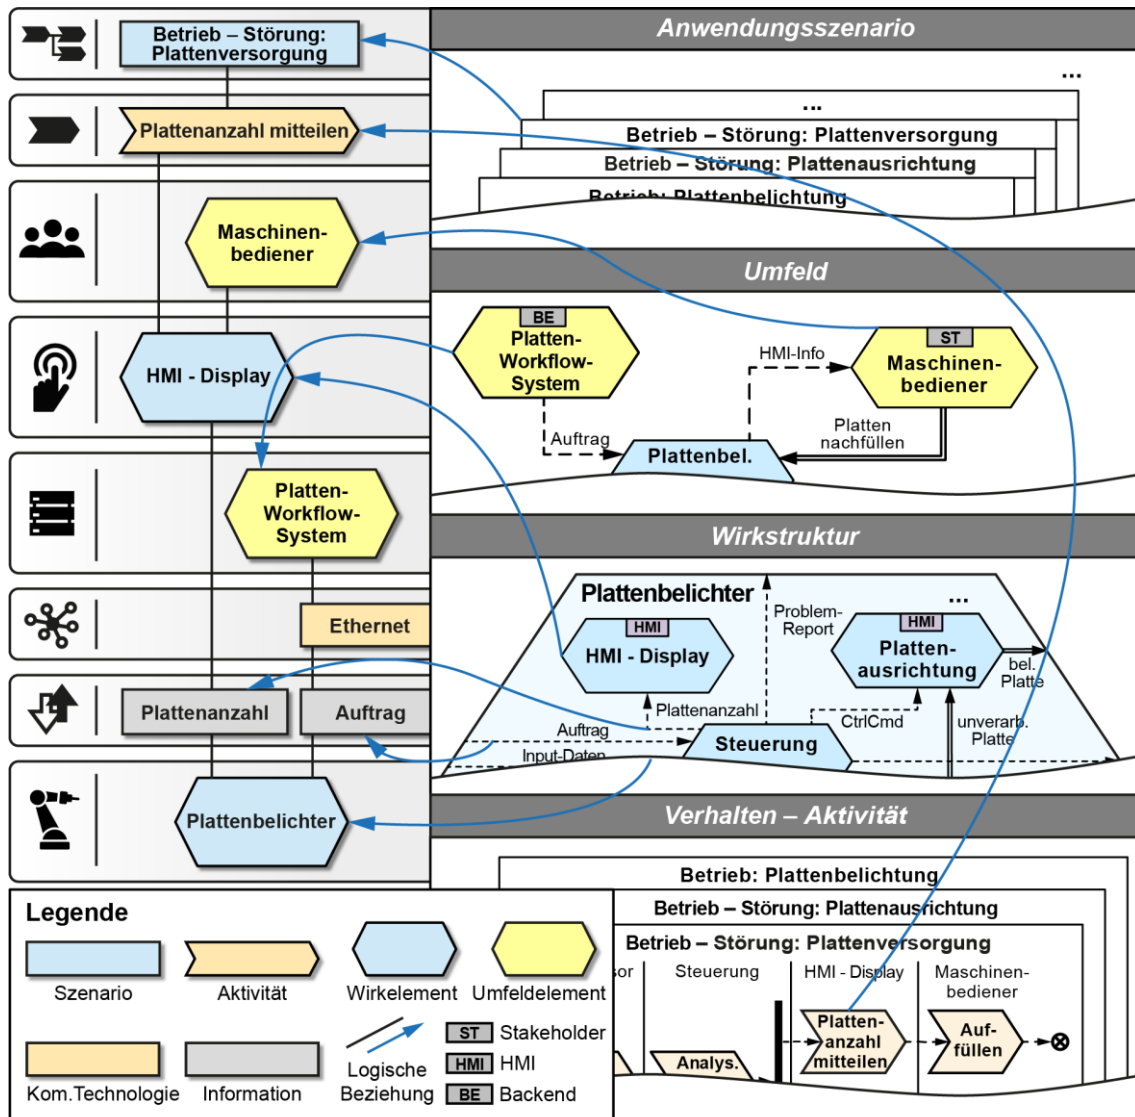 Betrieb – Störung:
Plattenversorgung
Plattenanzahl mitteilen
Maschinen-
bediener
HMI - Display
Platten-
Workflow-
System
Ethernet
Plattenanzahl
Auftrag
Plattenbelichter
Anwendungsszenario
...
...
Betrieb – Störung: Plattenversorgung
Betrieb – Störung: Plattenausrichtung
Betrieb: Plattenbelichtung
Umfeld
BE
Platten-
Workflow-
System
HMI-Info
ST
Maschinen-
bediener
Auftrag
Platten
nachfüllen
Plattenbel.
Wirkstruktur
Plattenbelichter
...
HMI
HMI - Display
Problem-
Report
HMI
Platten-
ausrichtung
bel.
Platte
Plattenanzahl
Auftrag
CtrlCmd
unverarb.
Platte
Steuerung
Input-Daten
Verhalten – Aktivität
Betrieb: Plattenbelichtung
Betrieb – Störung: Plattenausrichtung
Betrieb – Störung: Plattenversorgung
sor
Steuerung
HMI - Display
Maschinen-
bediener
Analys.
Platten-
anzahl
mitteilen
Auf-
füllen
Legende
Szenario
Aktivität
Wirkelement
Umfeldelement
Kom.Technologie
Information
Logische
Beziehung
ST Stakeholder
HMI HMI
BE Backend